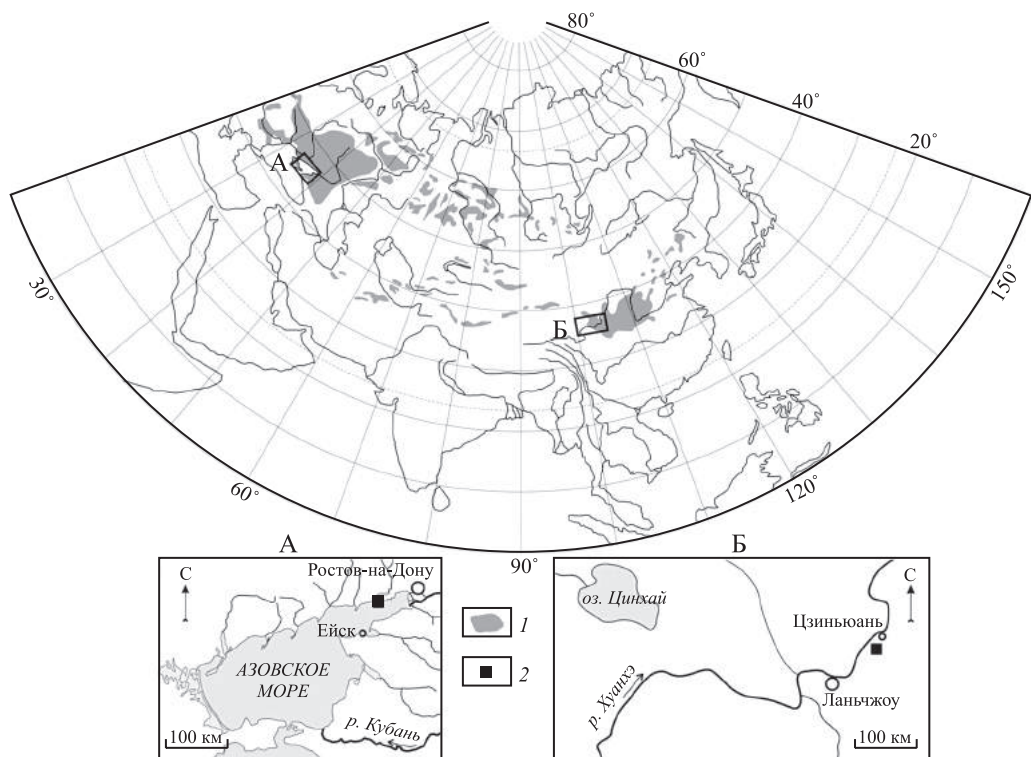 80°
60°
40°
20°
А
Б
30°
150°
60°
120°
90°
А
Б
С
Ростов-на-Дону
Ейск
АЗОВСКОЕ
МОРЕ
р. Кубань
100 км
1
2
оз. Цинхай
С
Цзиньюань
р. Хуанхэ
Ланьчжоу
100 км